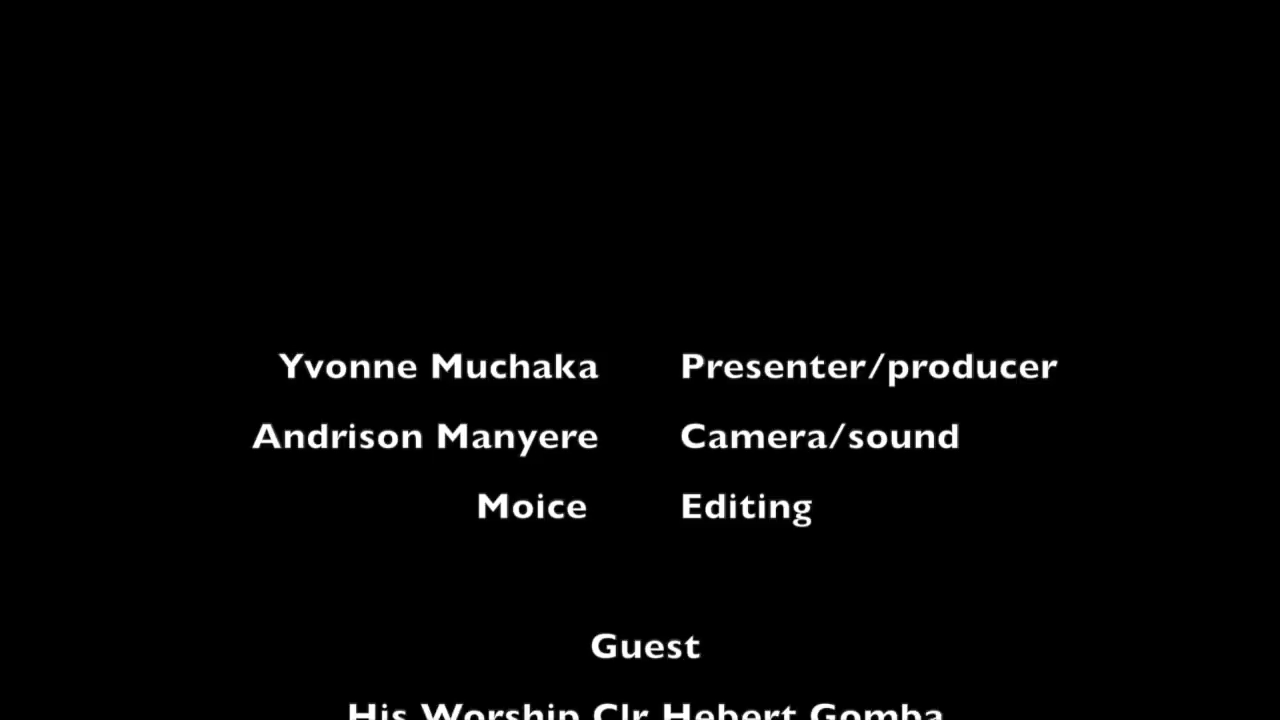 Yvonne Muchaka Presenter/producer
Andrison Manyere Camera/sound
Moice Editing
Guest
His Worship Clr Hebert Gomba